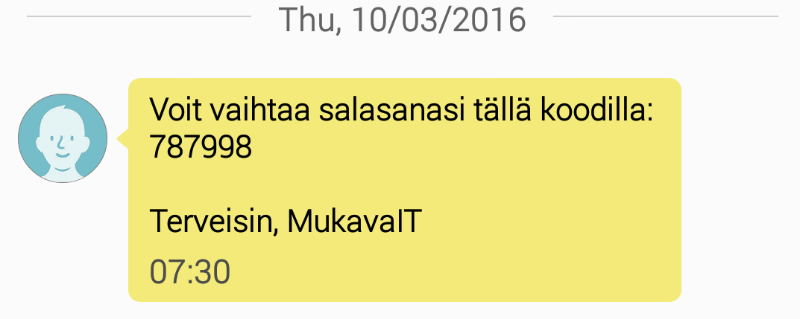 Thu, 10/03/2016
Voit vaihtaa salasanasi tällä koodilla:
787998
Terveisin, MukavaIT
07:30